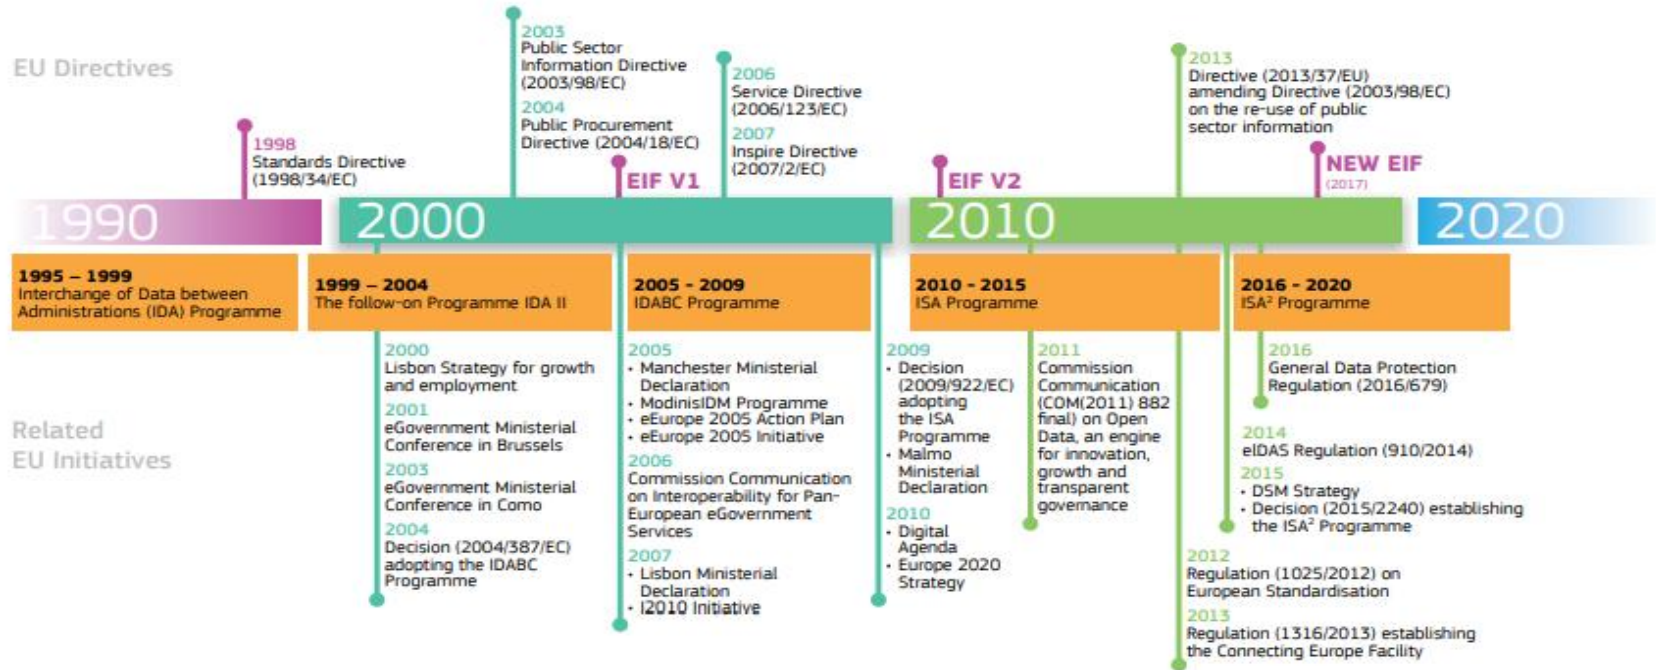 EU Directives
1998
Standards Directive
(1998/34/EC)
2003
Public Sector
Information Directive
(2003/98/EC)
2004
Public Procurement
Directive (2004/18/EC)
EIF V1
2006
Service Directive
(2006/123/EC)
2007
Inspire Directive
(2007/2/EC)
EIF V2
2013
Directive (2013/37/EU)
amending Directive (2003/98/EC)
on the re-use of public
sector information
NEW EIF
(2017)
1990
2000
2010
2020
1995 – 1999
Interchange of Data between
Administrations (IDA) Programme
1999 – 2004
The follow-on Programme IDA II
2005 - 2009
IDABC Programme
2010 - 2015
ISA Programme
2016 - 2020
ISA² Programme
Related
EU Initiatives
2000
Lisbon Strategy for growth
and employment
2001
eGovernment Ministerial
Conference in Brussels
2003
eGovernment Ministerial
Conference in Como
2004
Decision (2004/387/EC)
adopting the IDABC
Programme
2005
• Manchester Ministerial
Declaration
• ModinisIDM Programme
• eEurope 2005 Action Plan
• eEurope 2005 Initiative
2006
Commission Communication
on Interoperability for Pan-
European eGovernment
Services
2007
• Lisbon Ministerial
Declaration
• I2010 Initiative
2009
• Decision
(2009/922/EC)
adopting
the ISA
Programme
• Malmo
Ministerial
Declaration
2010
• Digital
Agenda
• Europe 2020
Strategy
2011
Commission
Communication
(COM(2011) 882
final) on Open
Data, an engine
for innovation,
growth and
transparent
governance
2016
General Data Protection
Regulation (2016/679)
2014
eIDAS Regulation (910/2014)
2015
• DSM Strategy
• Decision (2015/2240) establishing
the ISA² Programme
2012
Regulation (1025/2012) on
European Standardisation
2013
Regulation (1316/2013) establishing
the Connecting Europe Facility